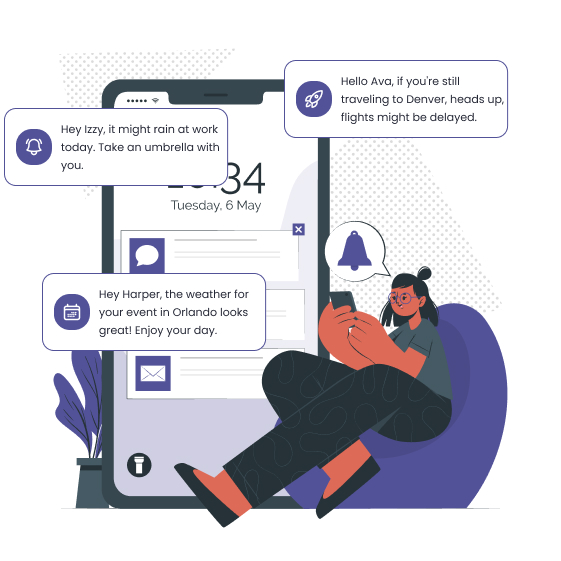 Hello Ava, if you're still
traveling to Denver, heads up,
flights might be delayed.
Hey Izzy, it might rain at work
today. Take an umbrella with
you.
Tuesday, 6 May
Hey Harper, the weather for
your event in Orlando looks
great! Enjoy your day.